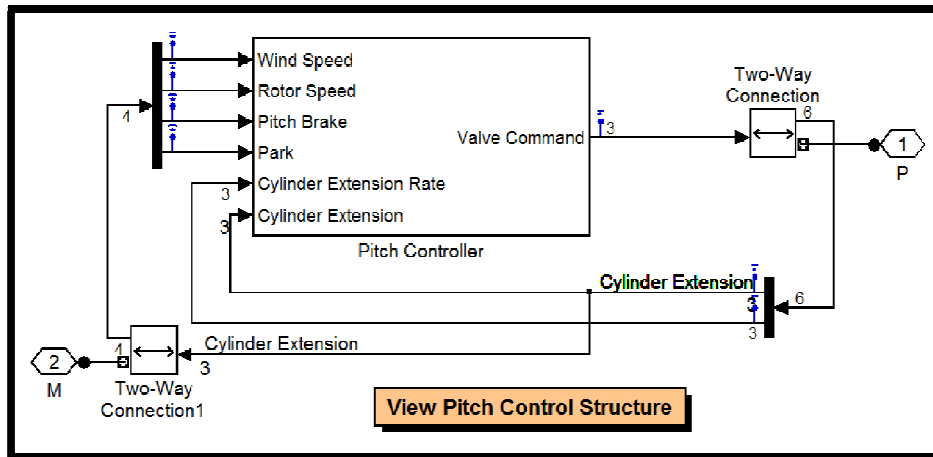 Wind Speed
Rotor Speed
Pitch Brake
Park
Cylinder Extension Rate
Cylinder Extension
Valve Command
Pitch Controller
4
3
3
3
Two-Way
Connection
6
1
P
Cylinder Extension
3
3
6
Cylinder Extension
3
4
2
M
Two-Way
Connection1
View Pitch Control Structure